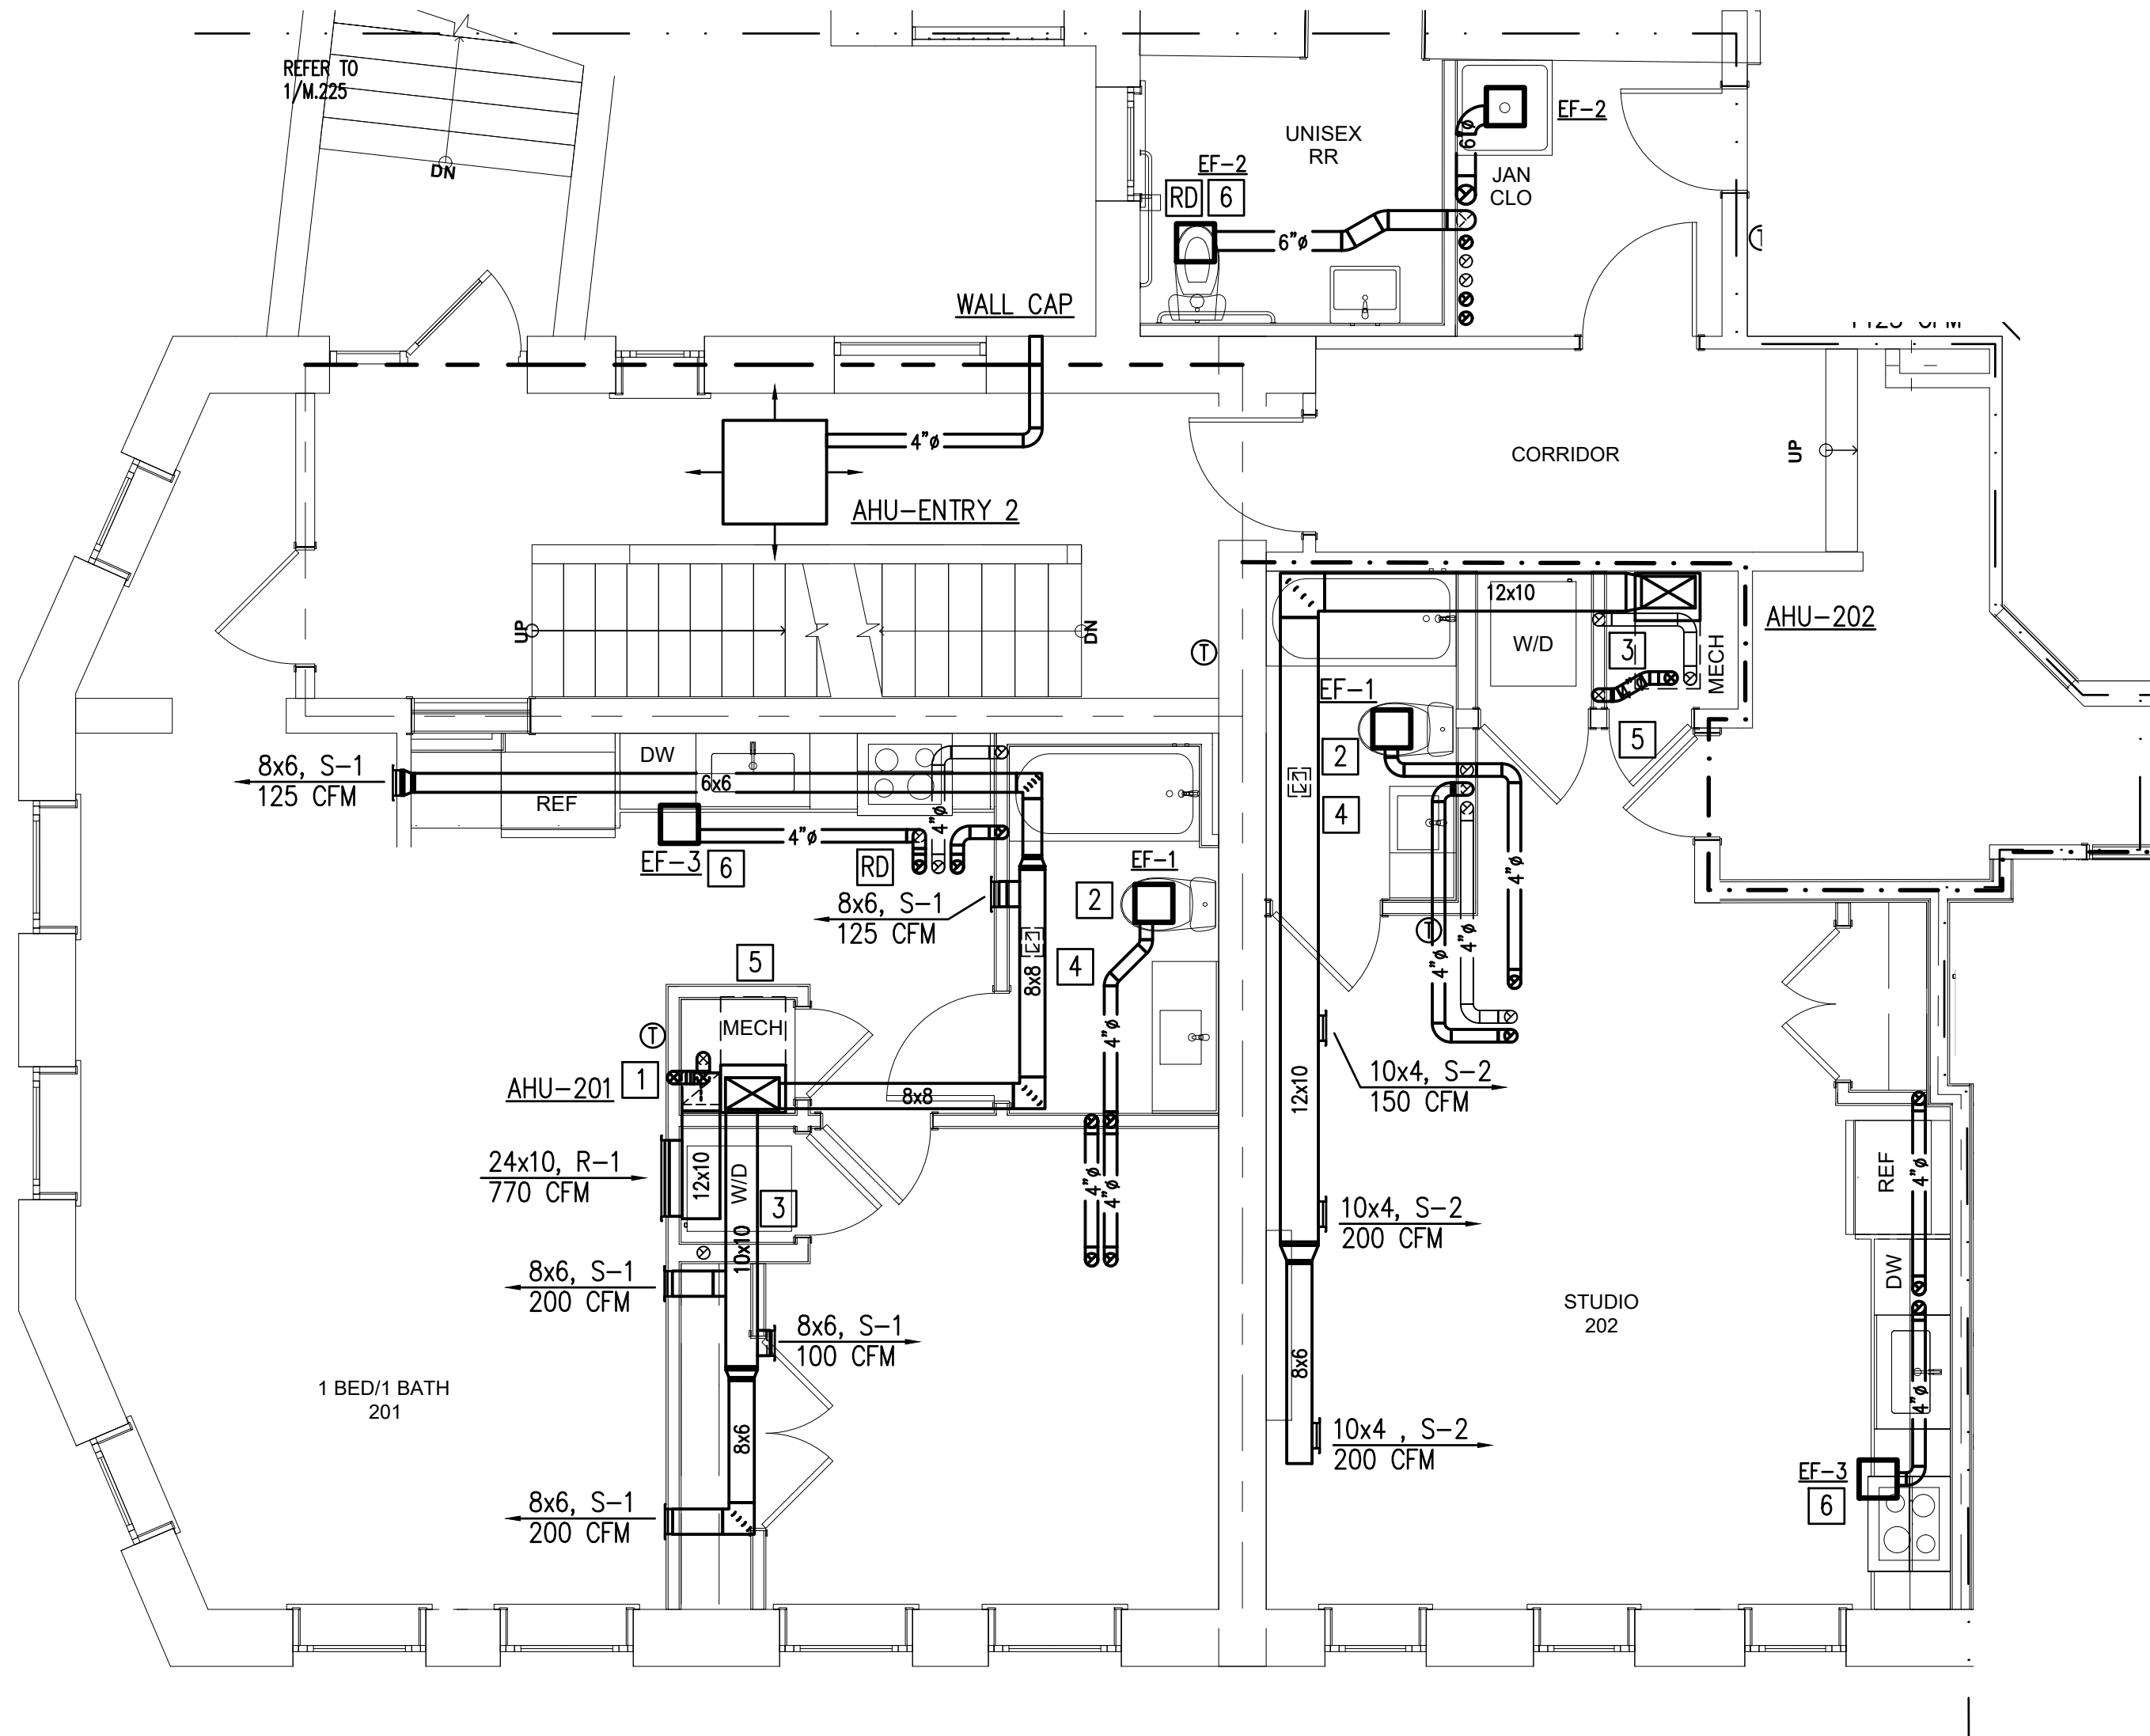 REFER TO
1/M.225
DN
UNISEX
RR
EF-2
6"ø
JAN
CLO
EF-2
RD
6
6"ø
WALL CAP
4"ø
AHU-ENTRY 2
CORRIDOR
UP
UP
DN
T
12x10
W/D
3
4"ø
MECH
AHU-202
5
EF-1
2
4
4"ø
T
4"ø
4"ø
8x6, S-1
125 CFM
DW
6x6
REF
4"ø
4"ø
EF-3
6
RD
8x6, S-1
125 CFM
EF-1
2
4
8x8
5
MECH
T
AHU-201
1
8x8
4"ø
4"ø
4"ø
24x10, R-1
770 CFM
12x10
W/D
3
10x10
8x6, S-1
200 CFM
8x6, S-1
100 CFM
1 BED/1 BATH
201
8x6
8x6, S-1
200 CFM
12x10
10x4, S-2
150 CFM
10x4, S-2
200 CFM
8x6
10x4 , S-2
200 CFM
STUDIO
202
REF
4"ø
DW
4"ø
EF-3
6